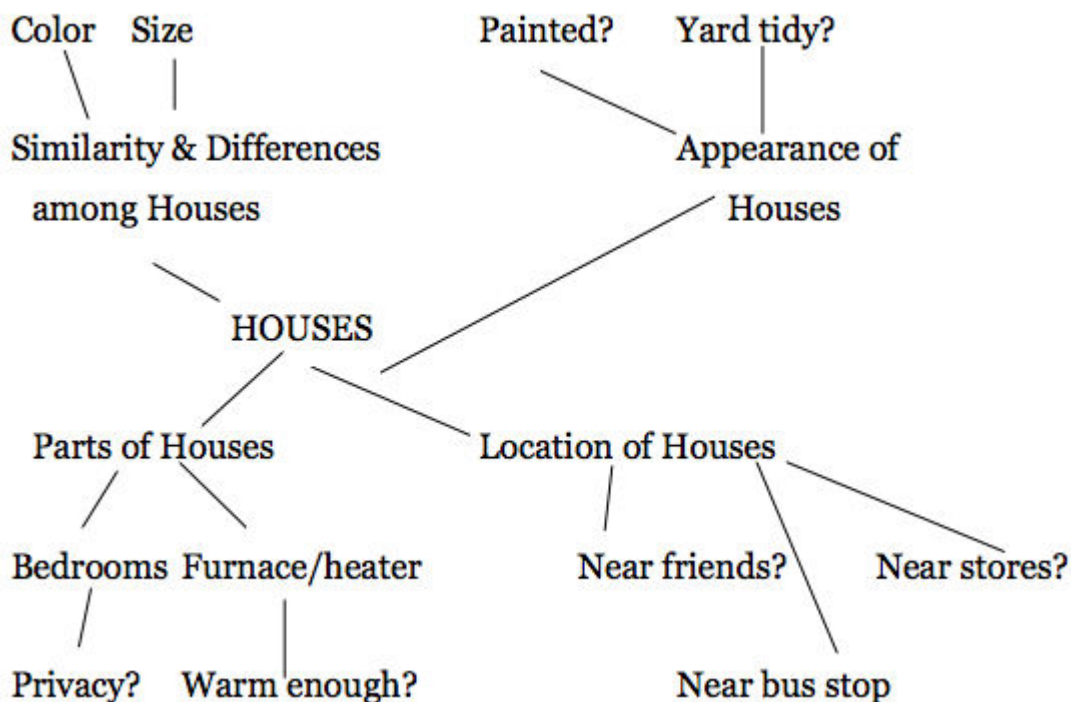 Color Size Painted? Yard tidy?
Similarity & Differences Appearance of
among Houses Houses
HOUSES
Parts of Houses Location of Houses
Bedrooms Furnace/heater Near friends? Near stores?
Privacy? Warm enough? Near bus stop